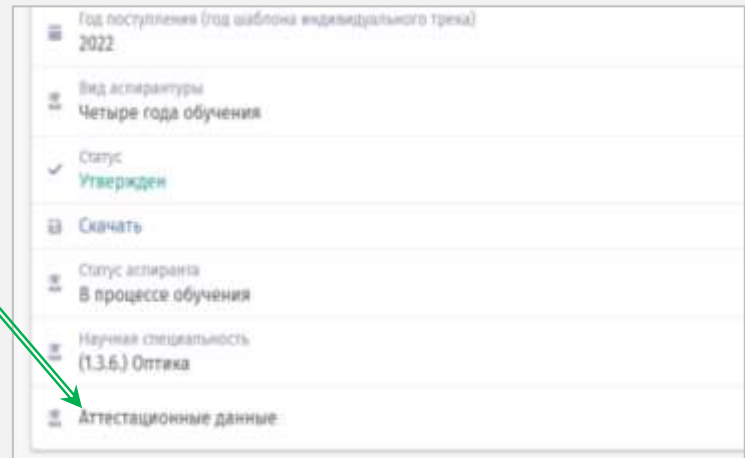 Год поступления (год шаблона индивидуального трека)
2022
Вид аспирантуры
Четыре года обучения
Статус
Утвержден
Скачать
Статус аспиранта
В процессе обучения
Научная специальность
(1.3.6.) Оптика
Аттестационные данные